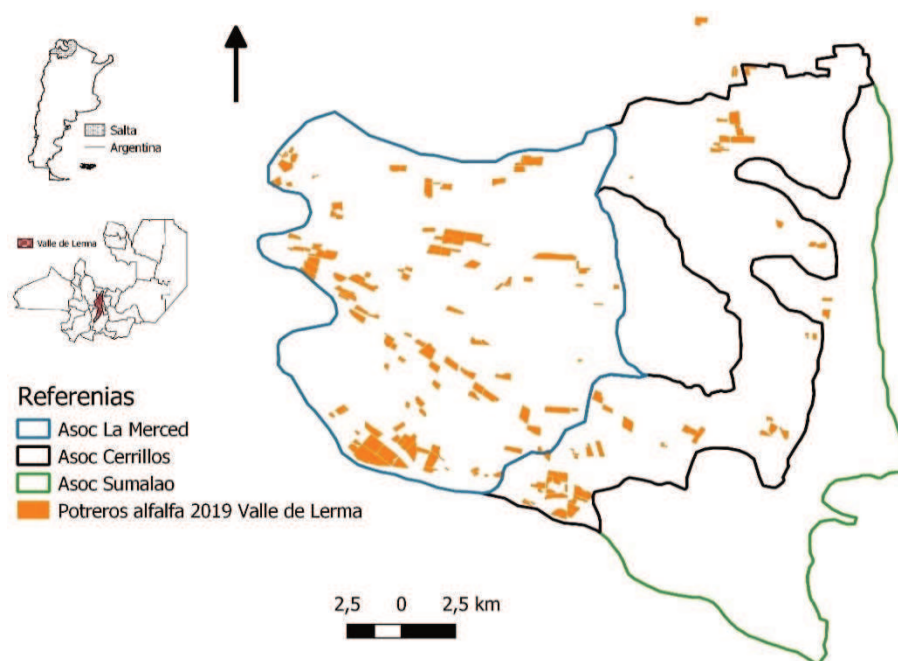 Salta
Argentina
Valle de Lerma
Referenias
Asoc La Merced
Asoc Cerrillos
Asoc Sumalao
Potreros alfalfa 2019 Valle de Lerma
2,5 0 2,5 km